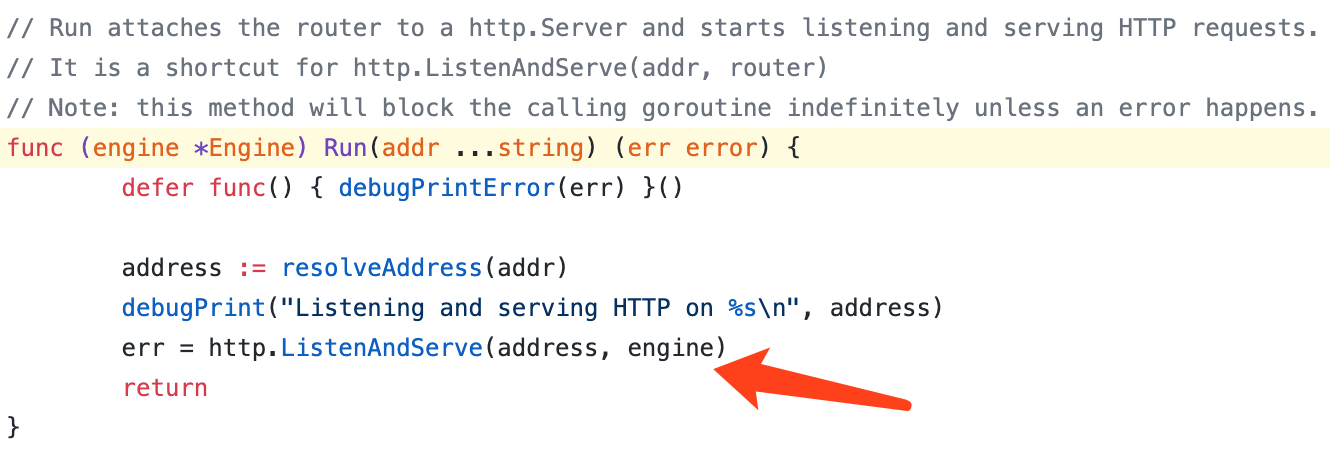 // Run attaches the router to a http.Server and starts listening and serving HTTP requests.
// It is a shortcut for http.ListenAndServe(addr, router)
// Note: this method will block the calling goroutine indefinitely unless an error happens.
func (engine *Engine) Run(addr ...string) (err error) {
        defer func() { debugPrintError(err) }()

        address := resolveAddress(addr)
        debugPrint("Listening and serving HTTP on %s\n", address)
        err = http.ListenAndServe(address, engine)
        return
}